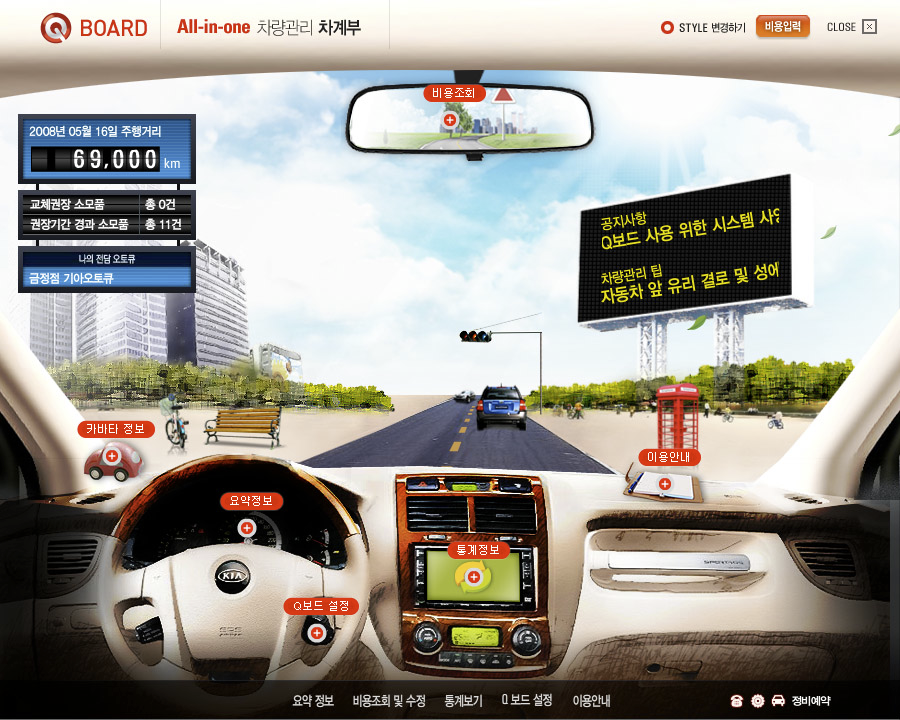 Q BOARD
All-in-one 차량관리 차계부
STYLE 변경하기
비용입력
CLOSE
비용조회
2008년 05월 16일 주행거리
69,000 km
교체권장 소모품 총 0건
권장기간 경과 소모품 총 11건
나의 전담 오토큐
금정점 기아오토큐
공지사항
Q보드 사용 위한 시스템 사양
차량관리 팁
자동차 앞 유리 결로 및 성에
카바타 정보
이용안내
요약정보
통계정보
KIA
SRS
SPORTAGE
Q보드 설정
요약 정보 비용조회 및 수정 통계보기 Q 보드 설정 이용안내
정비예약